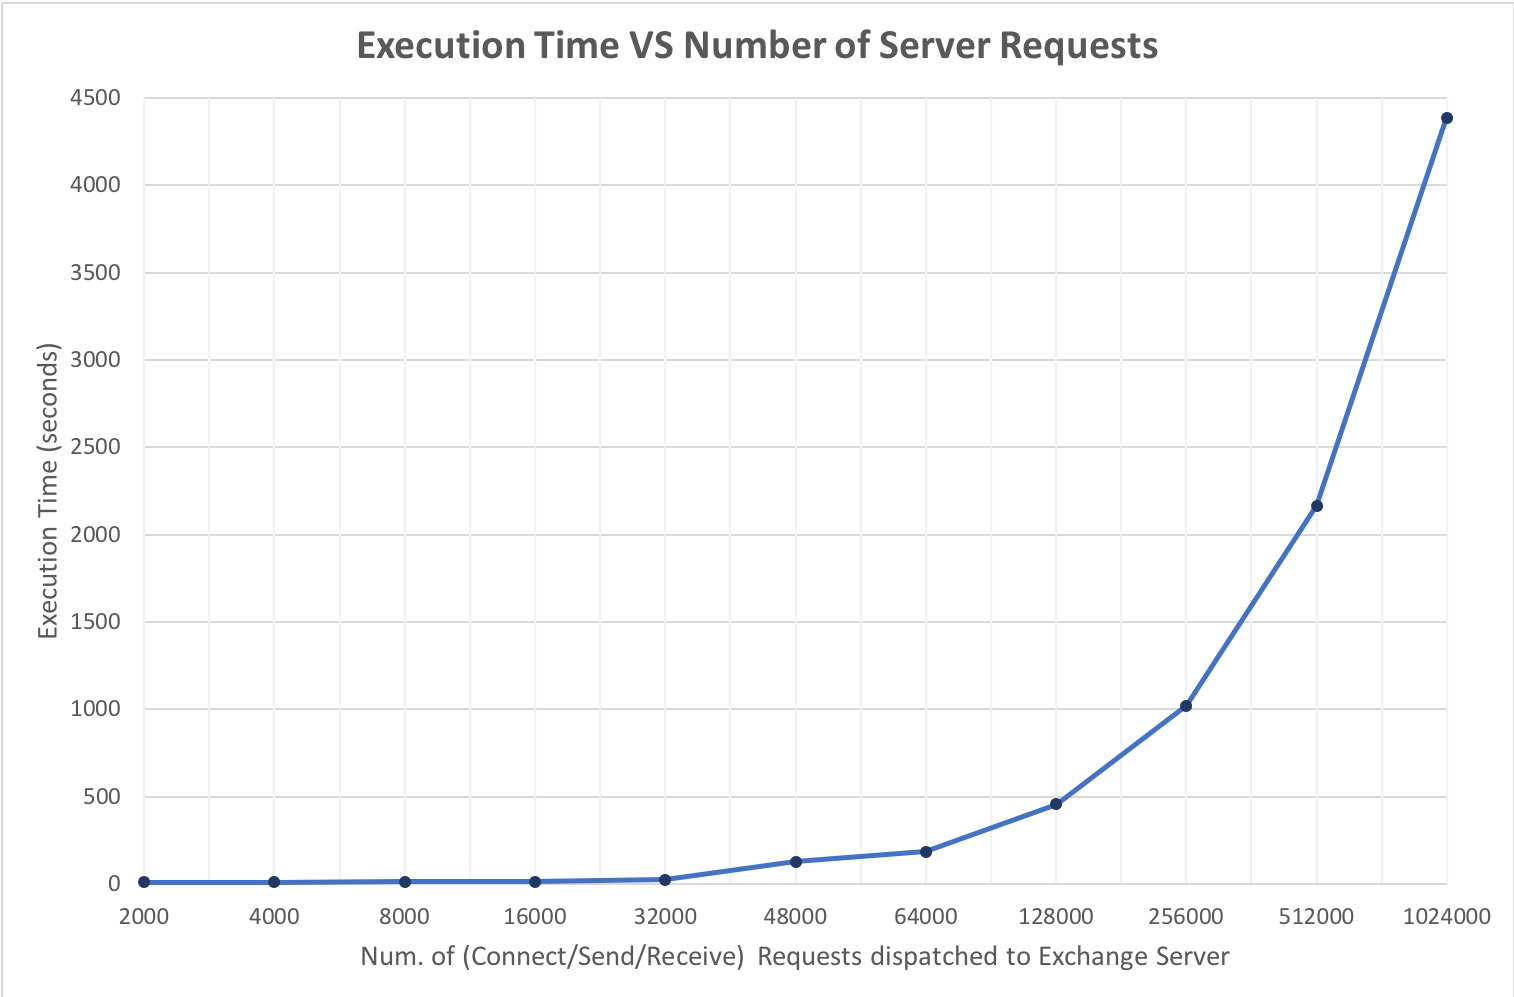 Execution Time VS Number of Server Requests
4500
4000
3500
3000
2500
2000
1500
1000
500
0
Execution Time (seconds)
2000 4000 8000 16000 32000 48000 64000 128000 256000 512000 1024000
Num. of (Connect/Send/Receive)  Requests dispatched to Exchange Server